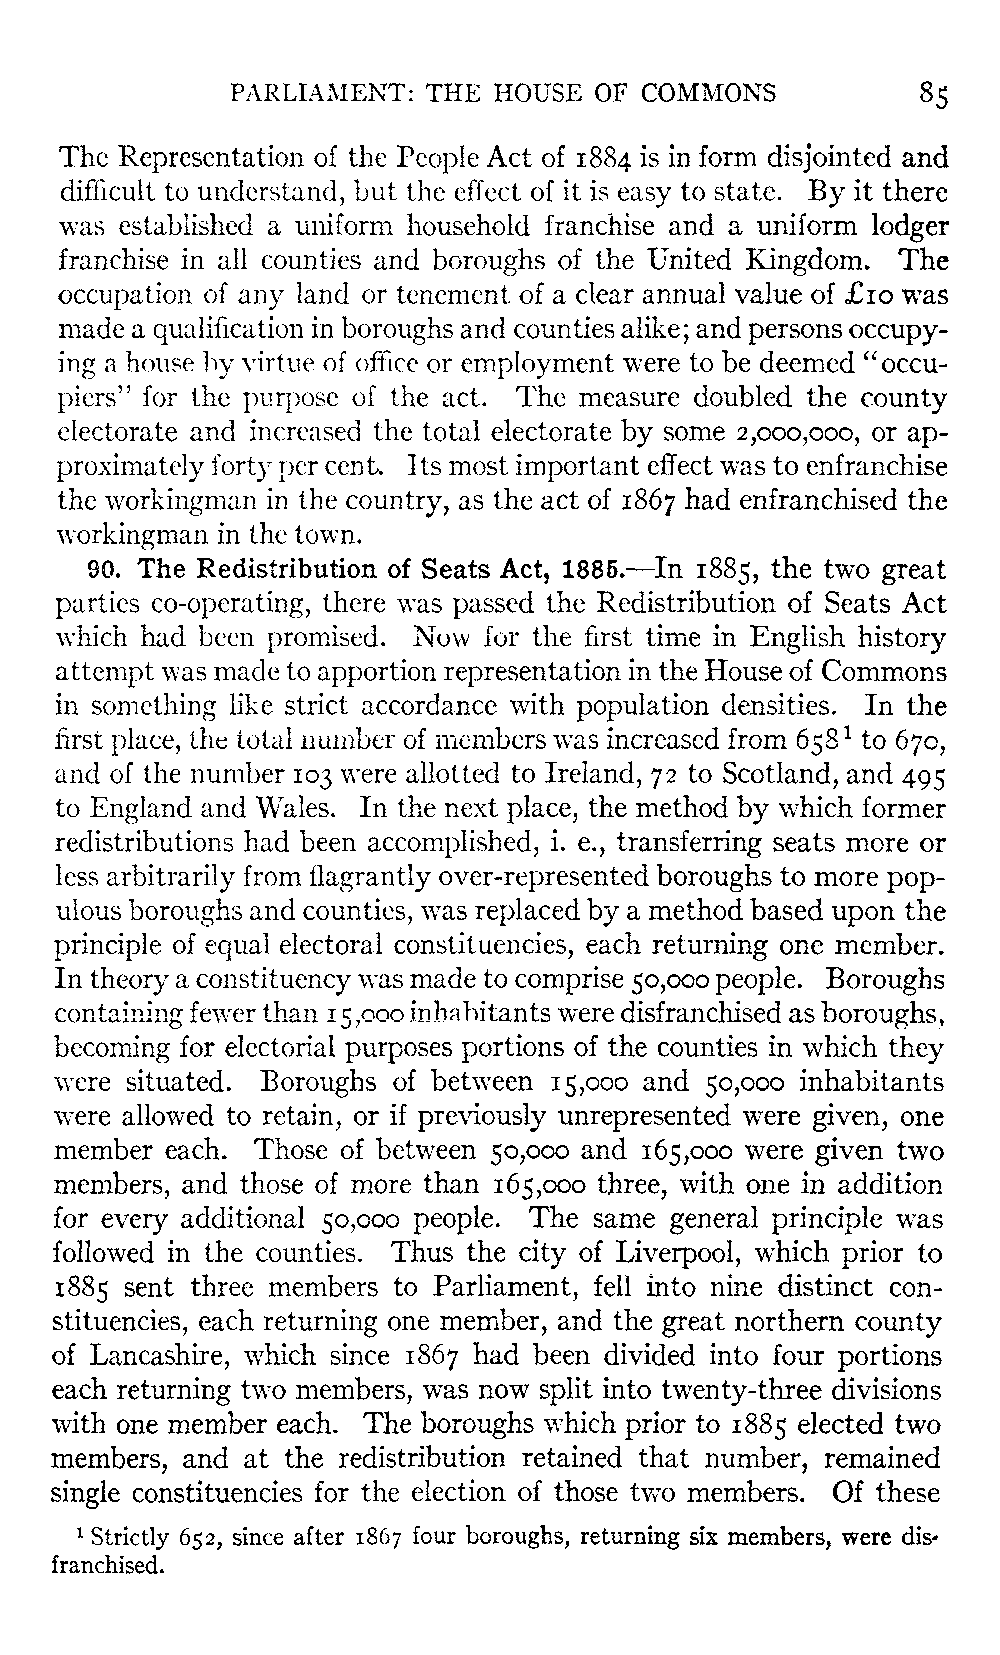 PARLIAMENT: THE HOUSE OF COMMONS 85
The Representation of the People Act of 1884 is in form disjointed and
difficult to understand, but the effect of it is easy to state. By it there
was established a uniform household franchise and a uniform lodger
franchise in all counties and boroughs of the United Kingdom. The
occupation of any land or tenement of a clear annual value of £10 was
made a qualification in boroughs and counties alike; and persons occupy-
ing a house by virtue of office or employment were to be deemed “occu-
piers” for the purpose of the act. The measure doubled the county
electorate and increased the total electorate by some 2,000,000, or ap-
proximately forty per cent. Its most important effect was to enfranchise
the workingman in the country, as the act of 1867 had enfranchised the
workingman in the town.
90. The Redistribution of Seats Act, 1885.—In 1885, the two great
parties co-operating, there was passed the Redistribution of Seats Act
which had been promised. Now for the first time in English history
attempt was made to apportion representation in the House of Commons
in something like strict accordance with population densities. In the
first place, the total number of members was increased from 658¹ to 670,
and of the number 103 were allotted to Ireland, 72 to Scotland, and 495
to England and Wales. In the next place, the method by which former
redistributions had been accomplished, i. e., transferring seats more or
less arbitrarily from flagrantly over-represented boroughs to more pop-
ulous boroughs and counties, was replaced by a method based upon the
principle of equal electoral constituencies, each returning one member.
In theory a constituency was made to comprise 50,000 people. Boroughs
containing fewer than 15,000 inhabitants were disfranchised as boroughs,
becoming for electorial purposes portions of the counties in which they
were situated. Boroughs of between 15,000 and 50,000 inhabitants
were allowed to retain, or if previously unrepresented were given, one
member each. Those of between 50,000 and 165,000 were given two
members, and those of more than 165,000 three, with one in addition
for every additional 50,000 people. The same general principle was
followed in the counties. Thus the city of Liverpool, which prior to
1885 sent three members to Parliament, fell into nine distinct con-
stituencies, each returning one member, and the great northern county
of Lancashire, which since 1867 had been divided into four portions
each returning two members, was now split into twenty-three divisions
with one member each. The boroughs which prior to 1885 elected two
members, and at the redistribution retained that number, remained
single constituencies for the election of those two members. Of these
¹ Strictly 652, since after 1867 four boroughs, returning six members, were dis-
franchised.